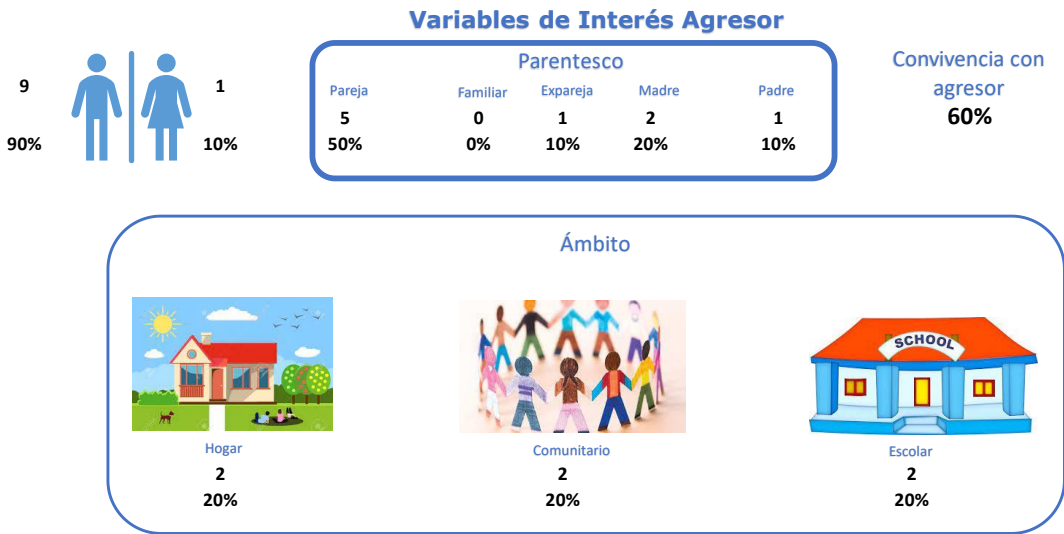 Variables de Interés Agresor
9
1
90%
10%
Parentesco
Pareja Familiar Expareja Madre Padre
5 0 1 2 1
50% 0% 10% 20% 10%
Convivencia con
agresor
60%
Ámbito
SCHOOL
Hogar Comunitario Escolar
2 2 2
20% 20% 20%